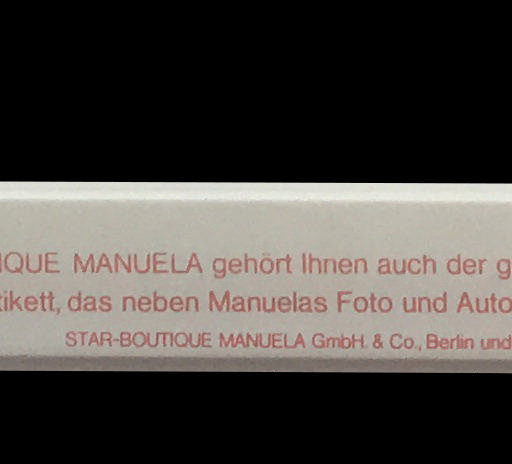 IQUE MANUELA gehört Ihnen auch der g
tikett, das neben Manuelas Foto und Auto
STAR-BOUTIQUE MANUELA GmbH. & Co., Berlin und